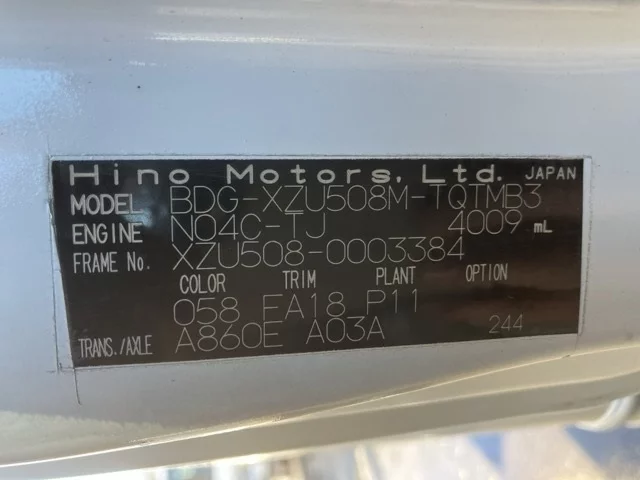 Hino Motors, Ltd. JAPAN
MODEL BDG-XZU508M-TQTMB3
ENGINE N04C-TJ 4009 mL
FRAME No. XZU508-0003384
COLOR TRIM PLANT OPTION
058 EA18 P11
TRANS./AXLE A860E A03A 244